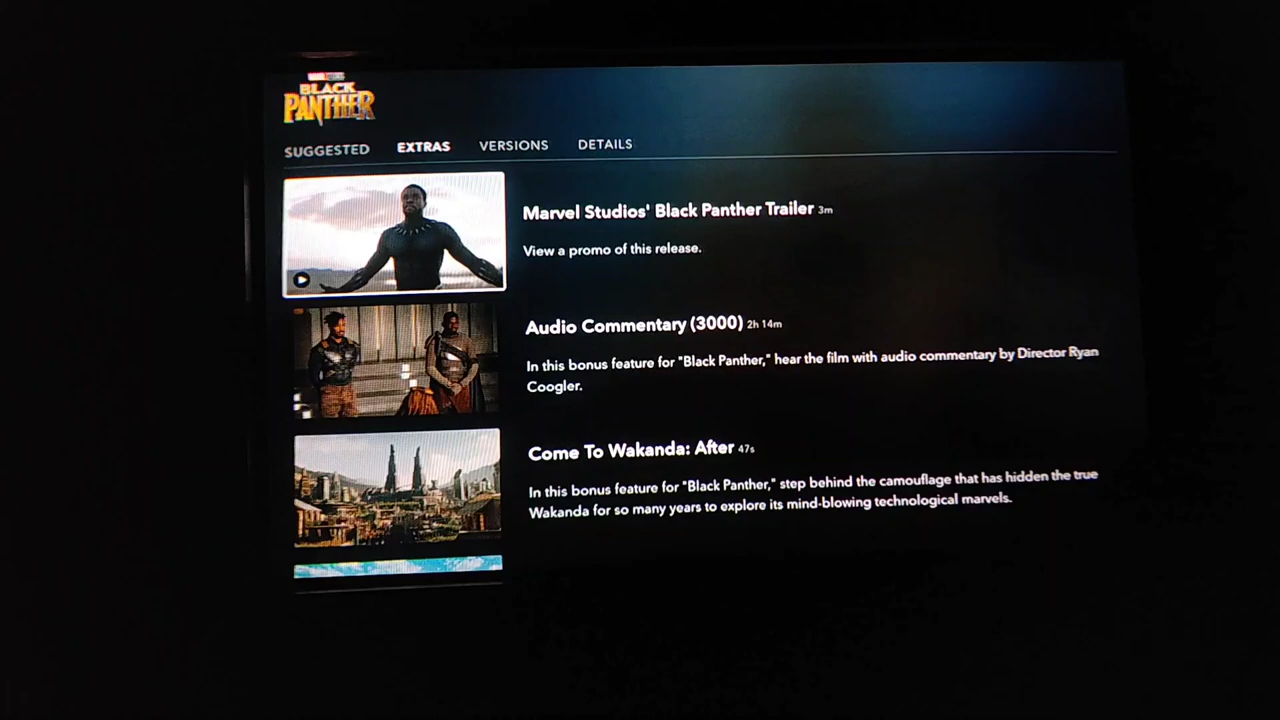 MARVEL STUDIOS
BLACK
PANTHER
SUGGESTED EXTRAS VERSIONS DETAILS
Marvel Studios' Black Panther Trailer 3m
View a promo of this release.
Audio Commentary (3000) 2h 14m
In this bonus feature for "Black Panther," hear the film with audio commentary by Director Ryan
Coogler.
Come To Wakanda: After 47s
In this bonus feature for "Black Panther," step behind the camouflage that has hidden the true
Wakanda for so many years to explore its mind-blowing technological marvels.